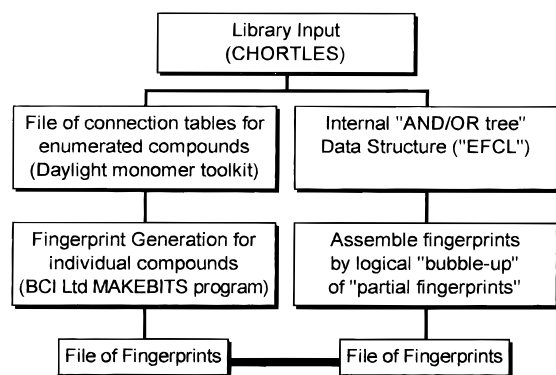 Library Input
(CHORTLES)
File of connection tables for
enumerated compounds
(Daylight monomer toolkit)
Internal "AND/OR tree"
Data Structure ("EFCL")
Fingerprint Generation for
individual compounds
(BCI Ltd MAKEBITS program)
Assemble fingerprints
by logical "bubble-up"
of "partial fingerprints"
File of Fingerprints
File of Fingerprints